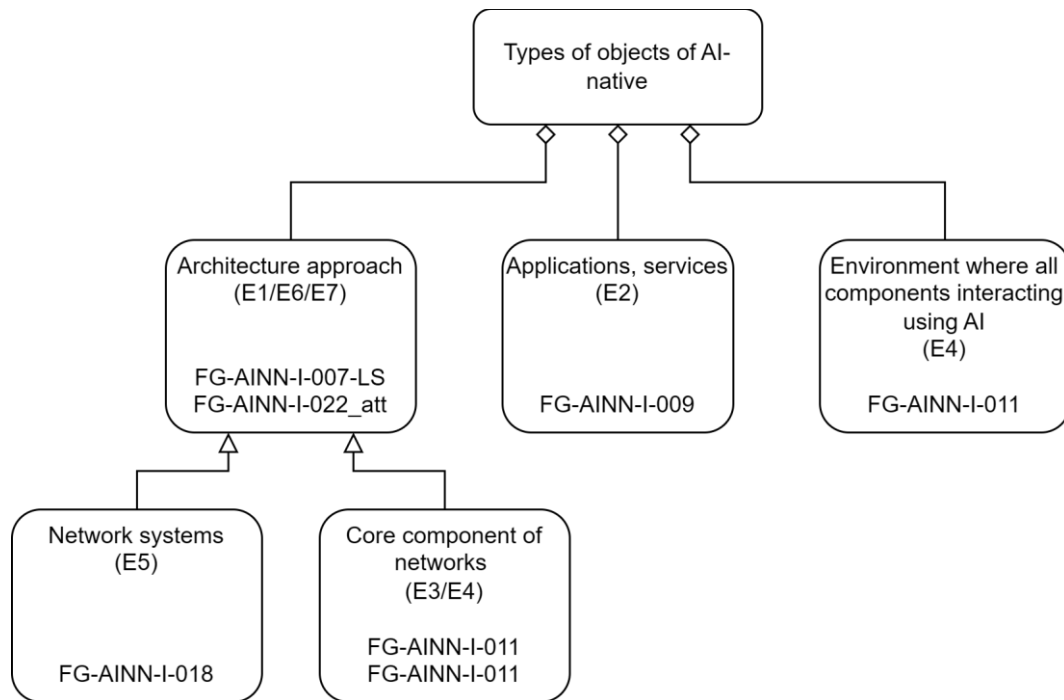 Types of objects of AI-
native
Architecture approach
(E1/E6/E7)
FG-AINN-I-007-LS
FG-AINN-I-022_att
Applications, services
(E2)
FG-AINN-I-009
Environment where all
components interacting
using AI
(E4)
FG-AINN-I-011
Network systems
(E5)
FG-AINN-I-018
Core component of
networks
(E3/E4)
FG-AINN-I-011
FG-AINN-I-011